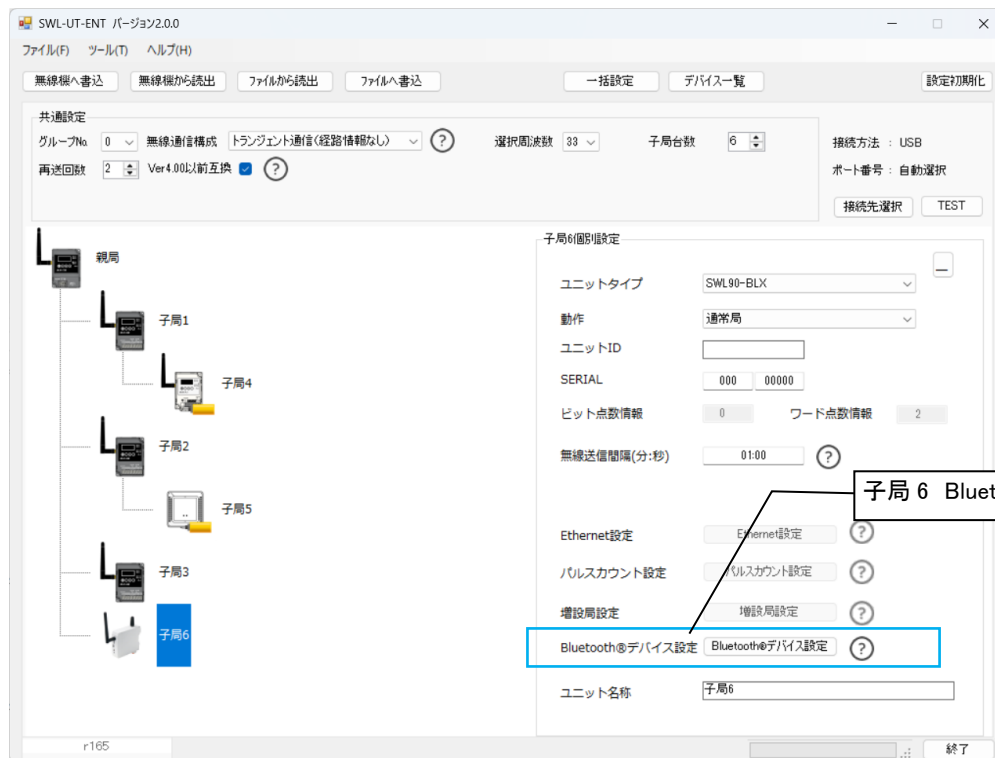 SWL-UT-ENT バージョン2.0.0
ファイル(F) ツール(T) ヘルプ(H)
無線機へ書込 無線機から読出 ファイルから読出 ファイルへ書込 一括設定 デバイス一覧 設定初期化
共通設定
グループNo. 0 無線通信構成 トランジェント通信(経路情報なし) ? 選択周波数 33 子局台数 6 接続方法 : USB
再送回数 2 Ver4.00以前互換 ? ポート番号 : 自動選択
接続先選択 TEST
親局
子局1
子局4
子局2
子局5
子局3
子局6
子局6個別設定
ユニットタイプ SWL90-BLX
動作 通常局
ユニットID
SERIAL 000 00000
ビット点数情報 0 ワード点数情報 2
無線送信間隔(分:秒) 01:00 ?
子局 6 Bluet
Ethernet設定 Ethernet設定 ?
パルスカウント設定 パルスカウント設定 ?
増設局設定 増設局設定 ?
Bluetooth®デバイス設定 Bluetooth®デバイス設定 ?
ユニット名称 子局6
r165 終了